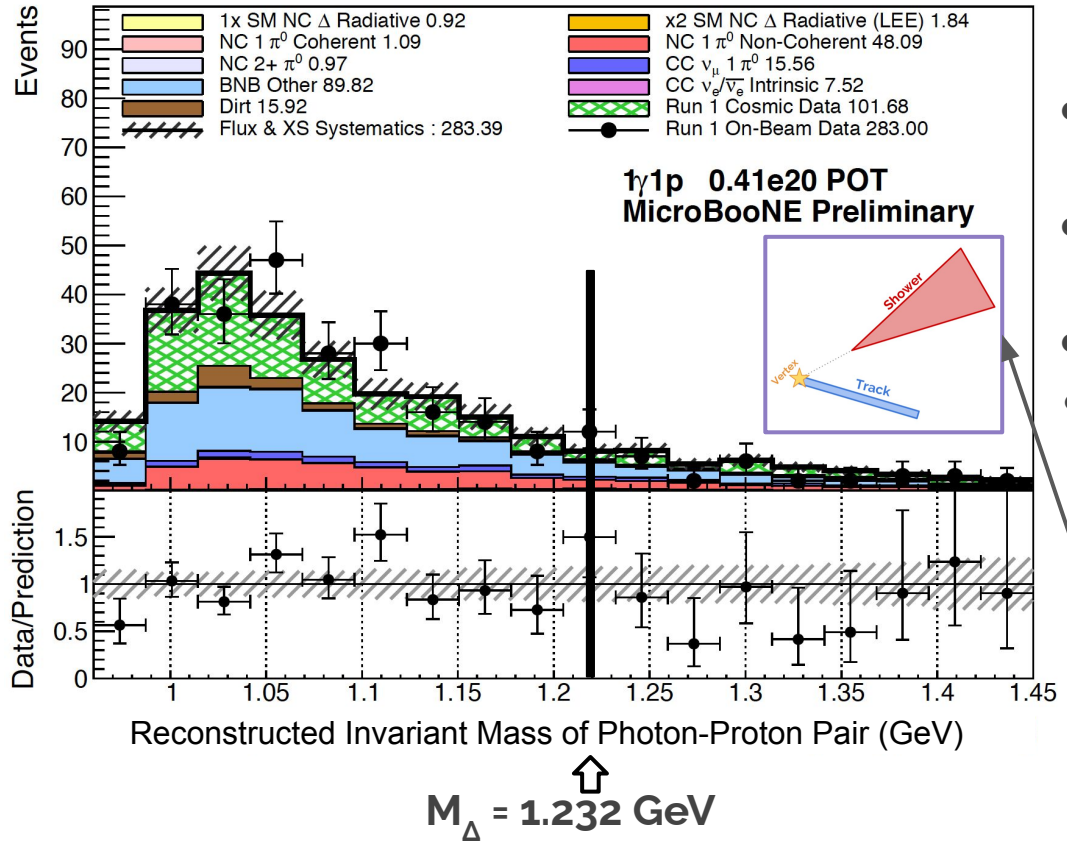 Events
90
80
70
60
50
40
30
20
10
1x SM NC Δ Radiative 0.92
NC 1 π⁰ Coherent 1.09
NC 2+ π⁰ 0.97
BNB Other 89.82
Dirt 15.92
Flux & XS Systematics : 283.39
x2 SM NC Δ Radiative (LEE) 1.84
NC 1 π⁰ Non-Coherent 48.09
CC ν_μ 1 π⁰ 15.56
CC ν_e/ν̅_e̅ Intrinsic 7.52
Run 1 Cosmic Data 101.68
Run 1 On-Beam Data 283.00
1γ1p 0.41e20 POT
MicroBooNE Preliminary
Shower
Vertex
Track
Data/Prediction
1.5
1
0.5
0
1 1.05 1.1 1.15 1.2 1.25 1.3 1.35 1.4 1.45
Reconstructed Invariant Mass of Photon-Proton Pair (GeV)
M_Δ = 1.232 GeV